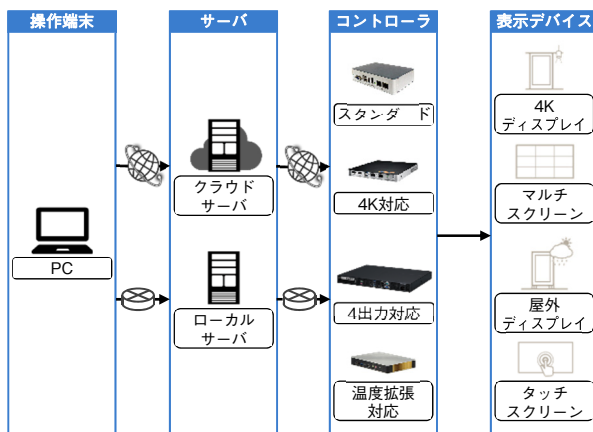 操作端末
サーバ
コントローラ
表示デバイス
PC
クラウド
サーバ
ローカル
サーバ
スタンダード
4K対応
4出力対応
温度拡張
対応
4K
ディスプレイ
マルチ
スクリーン
屋外
ディスプレイ
タッチ
スクリーン